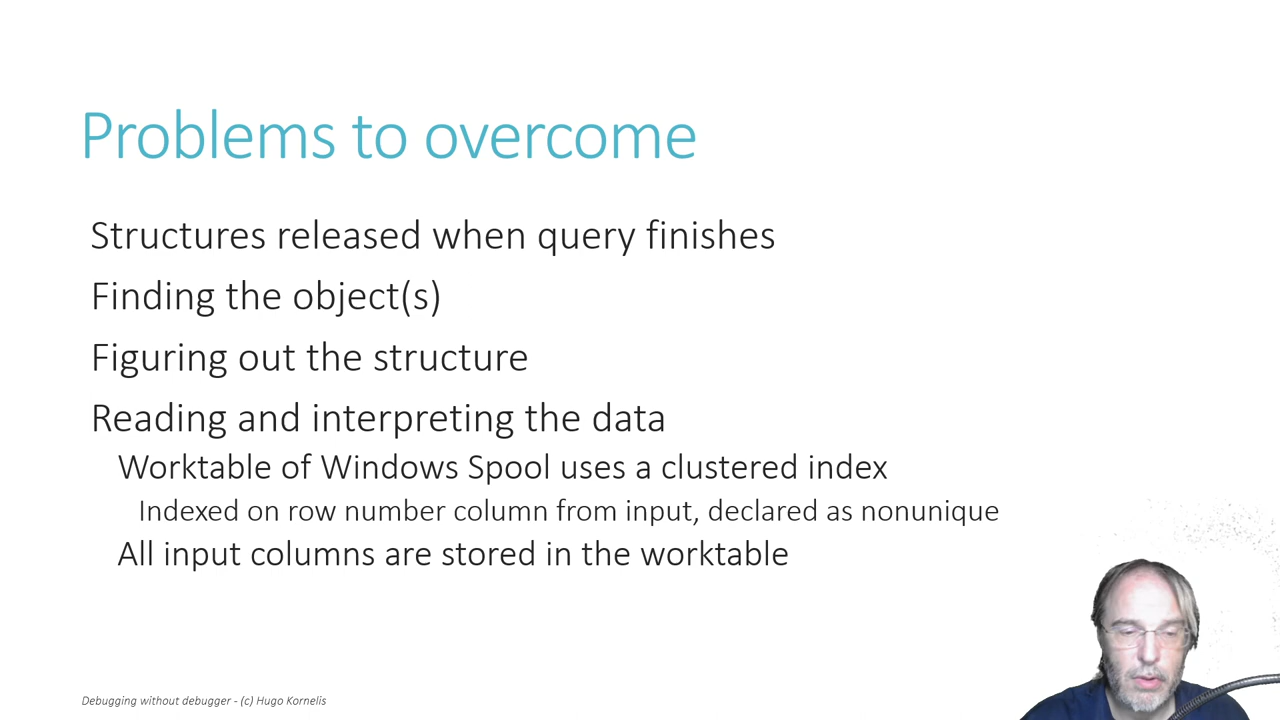 Problems to overcome
Structures released when query finishes
Finding the object(s)
Figuring out the structure
Reading and interpreting the data
Worktable of Windows Spool uses a clustered index
Indexed on row number column from input, declared as nonunique
All input columns are stored in the worktable
Debugging without debugger - (c) Hugo Kornelis